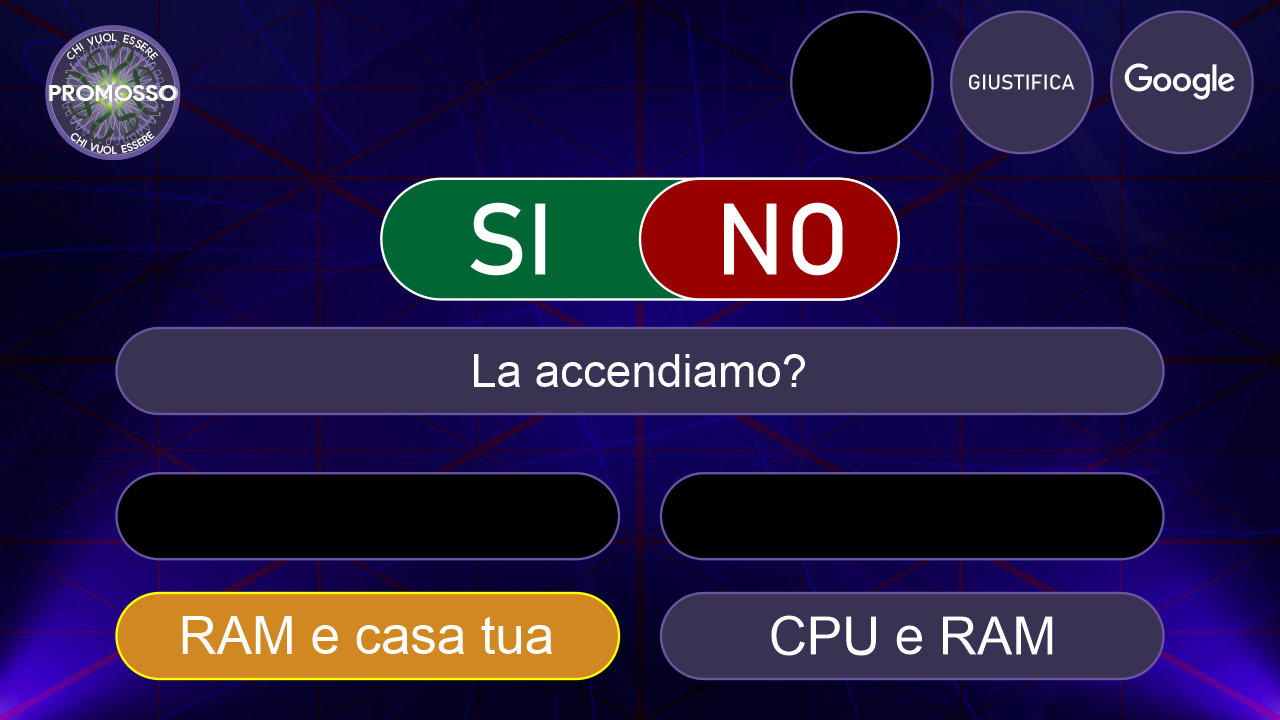 CHI VUOL ESSERE
PROMOSSO
CHI VUOL ESSERE
GIUSTIFICA
Google
SI
NO
La accendiamo?
RAM e casa tua
CPU e RAM